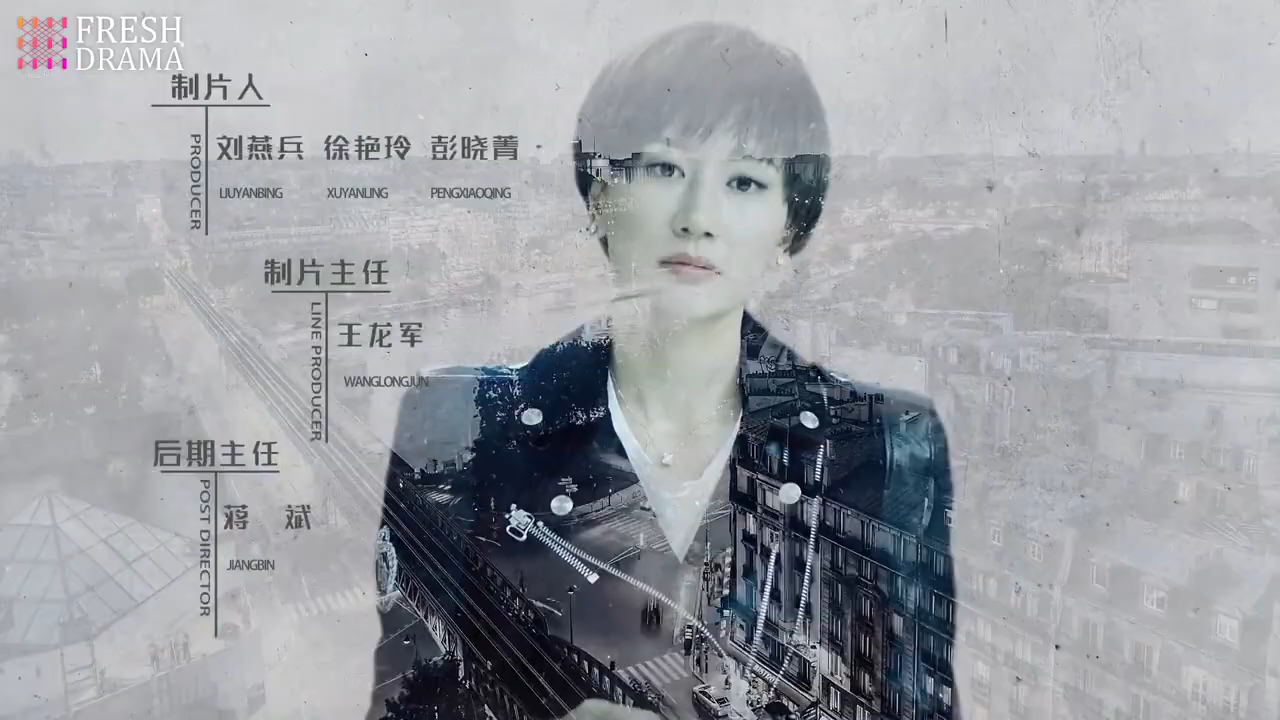 FRESH
DRAMA
制片人
PRODUCER
刘燕兵 徐艳玲 彭晓菁
LIUYANBING XUYANLING PENGXIAOQING
制片主任
LINE PRODUCER
王龙军
WANGLONGJUN
后期主任
POST DIRECTOR
蒋 斌
JIANGBIN